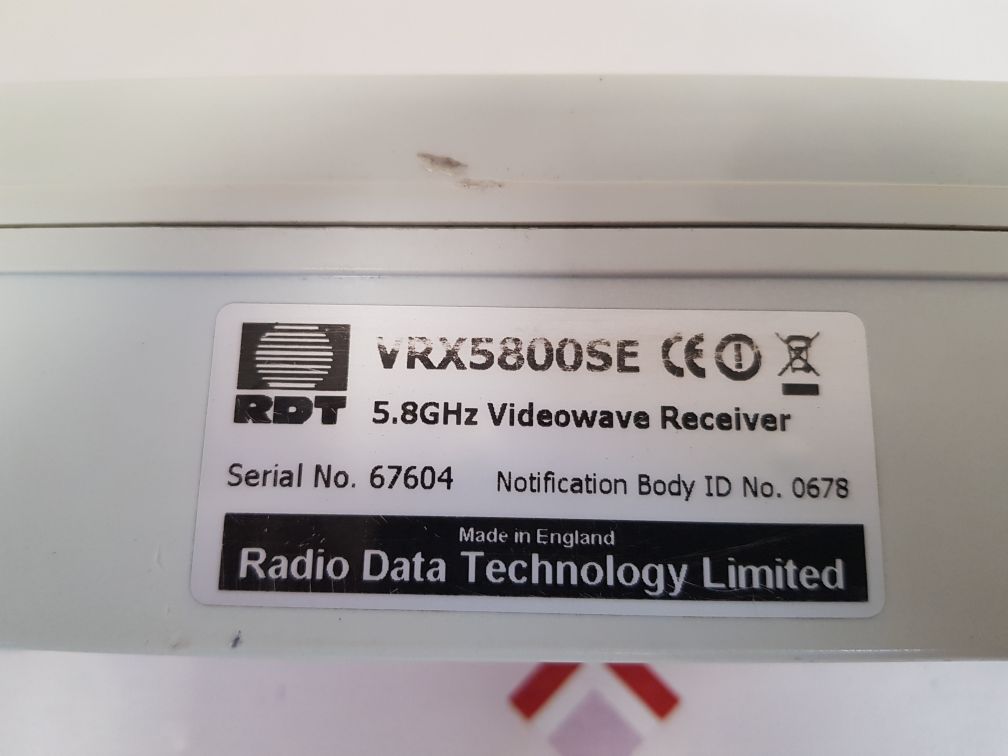 VRX5800SE CE
RDT
5.8GHz Videowave Receiver
Serial No. 67604 Notification Body ID No. 0678
Made in England
Radio Data Technology Limited